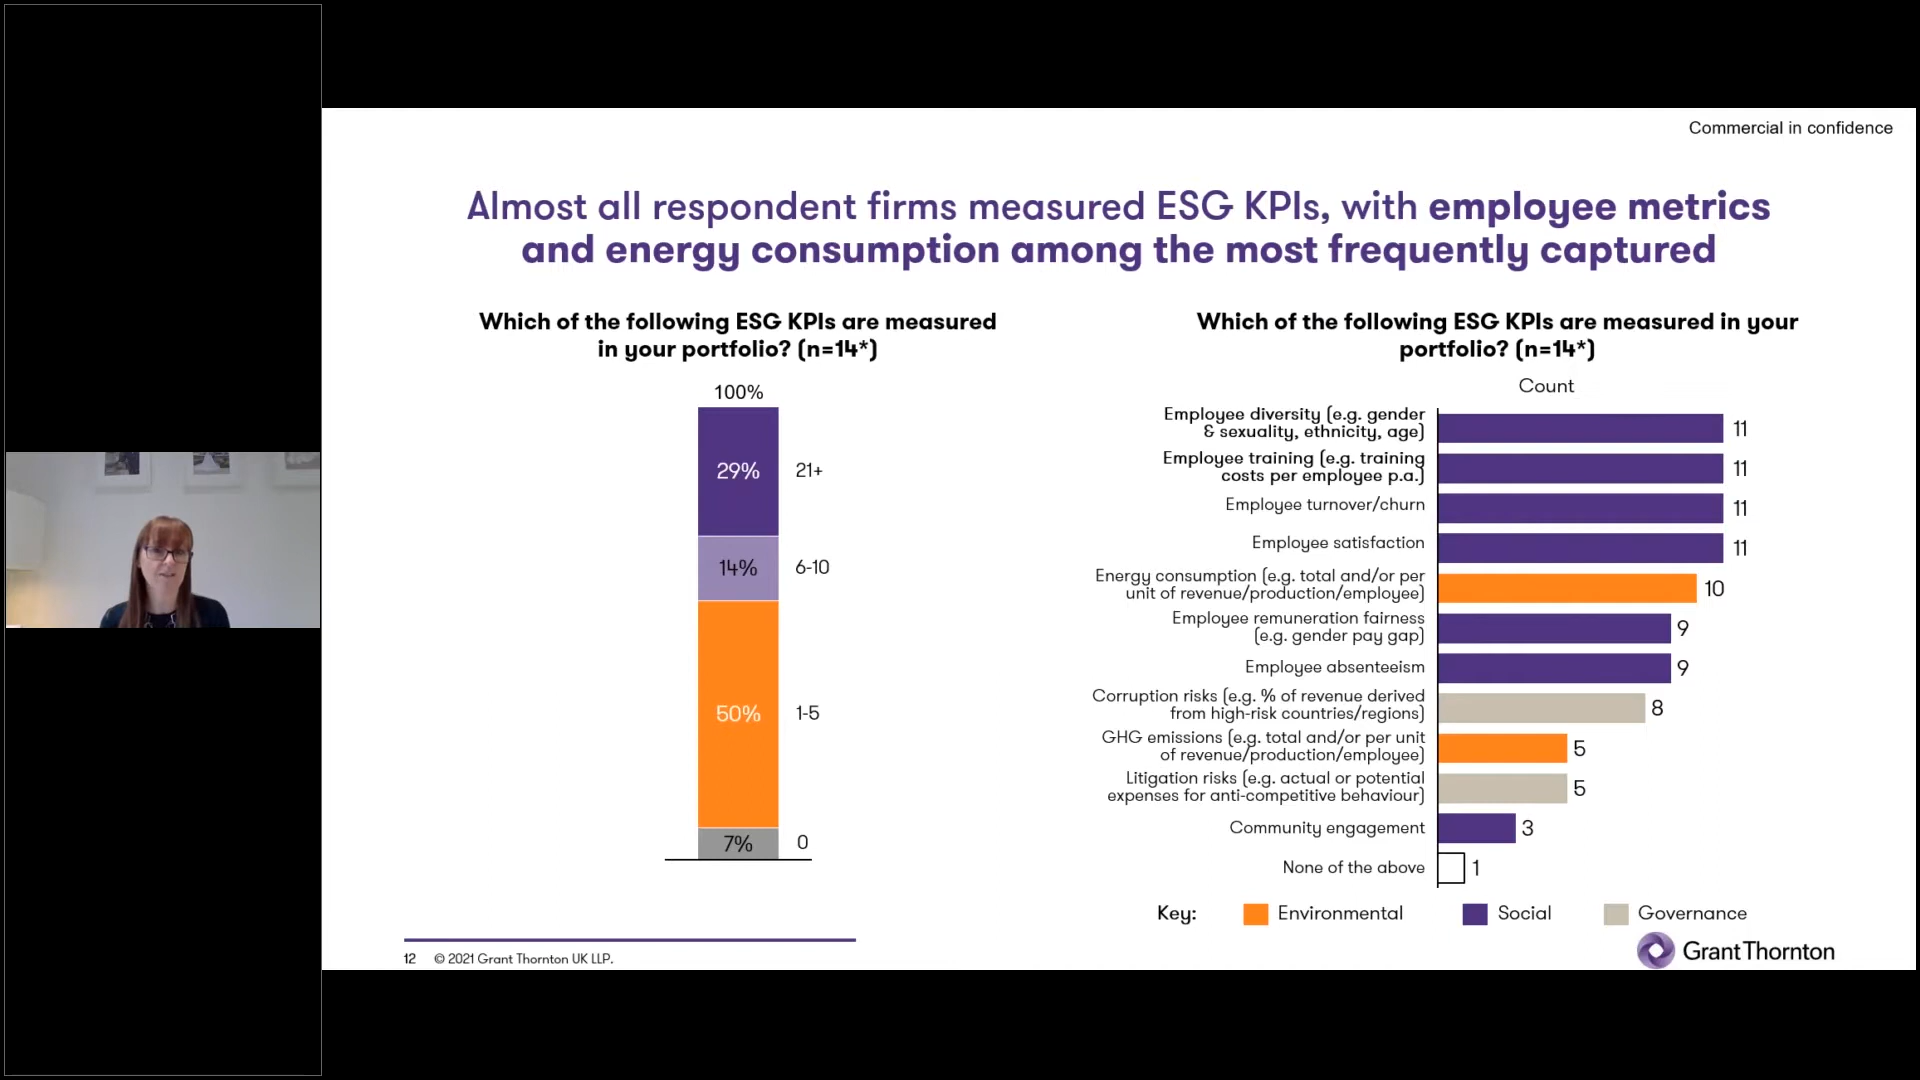 Commercial in confidence
Almost all respondent firms measured ESG KPIs, with employee metrics
and energy consumption among the most frequently captured
Which of the following ESG KPIs are measured
in your portfolio? (n=14*)
100%
29%
21+
14%
6-10
50%
1-5
7%
0
Which of the following ESG KPIs are measured in your
portfolio? (n=14*)
Count
Employee diversity (e.g. gender
& sexuality, ethnicity, age)
11
Employee training (e.g. training
costs per employee p.a.)
11
Employee turnover/churn
11
Employee satisfaction
11
Energy consumption (e.g. total and/or per
unit of revenue/production/employee)
10
Employee remuneration fairness
(e.g. gender pay gap)
9
Employee absenteeism
9
Corruption risks (e.g. % of revenue derived
from high-risk countries/regions)
8
GHG emissions (e.g. total and/or per unit
of revenue/production/employee)
5
Litigation risks (e.g. actual or potential
expenses for anti-competitive behaviour)
5
Community engagement
3
None of the above
1
Key:
Environmental
Social
Governance
12
© 2021 Grant Thornton UK LLP.
GrantThornton